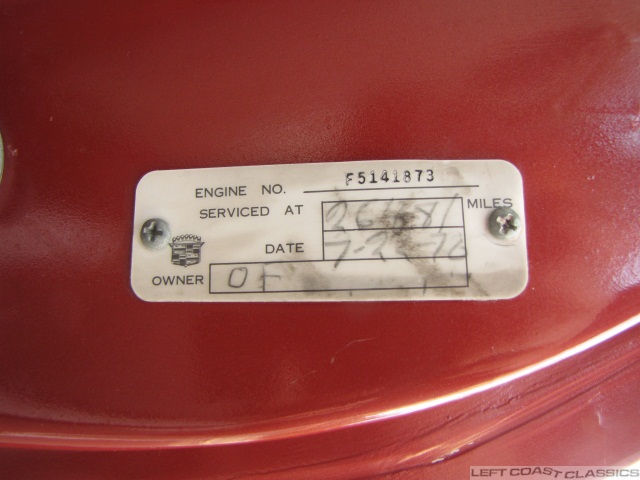 ENGINE NO. F5141873
SERVICED AT MILES
DATE
OWNER
LEFT COAST CLASSICS